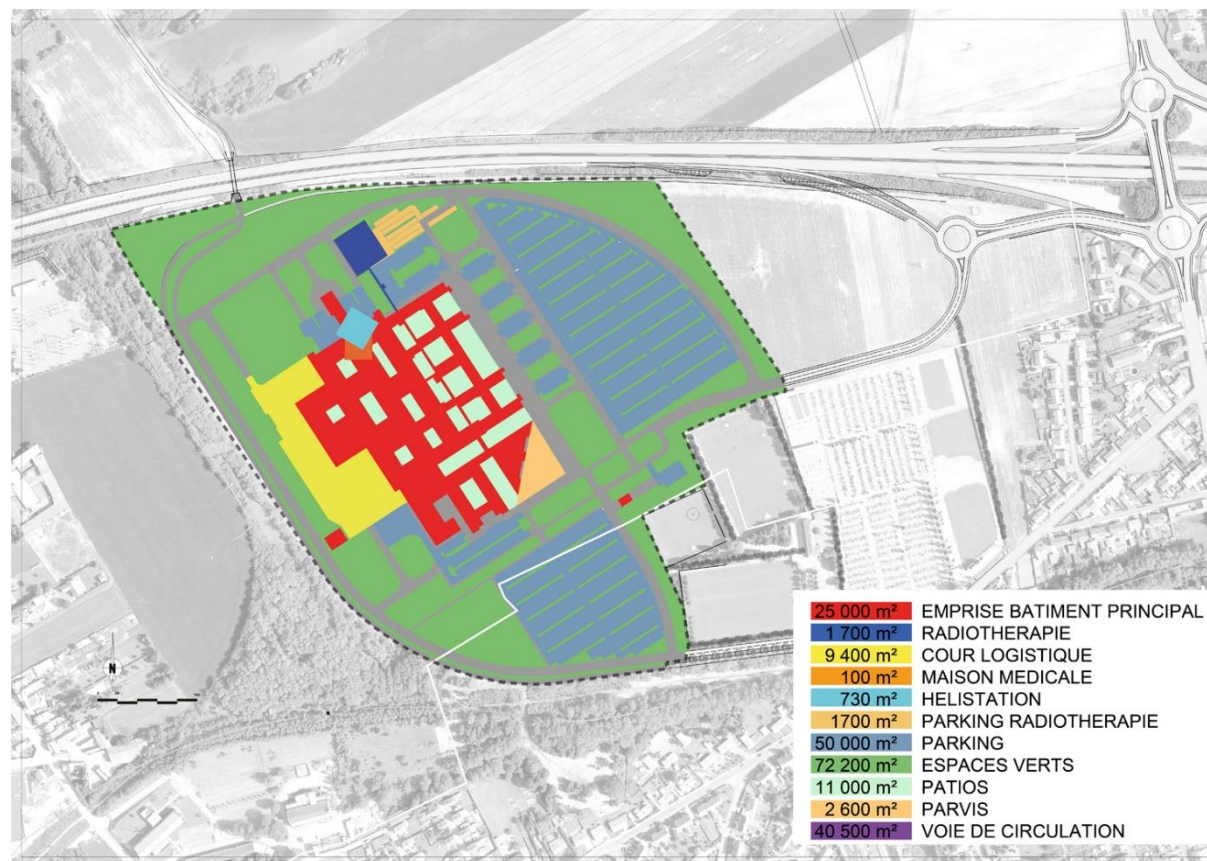 N
25 000 m² EMPRISE BATIMENT PRINCIPAL
1 700 m² RADIOTHERAPIE
9 400 m² COUR LOGISTIQUE
100 m² MAISON MEDICALE
730 m² HELISTATION
1700 m² PARKING RADIOTHERAPIE
50 000 m² PARKING
72 200 m² ESPACES VERTS
11 000 m² PATIOS
2 600 m² PARVIS
40 500 m² VOIE DE CIRCULATION